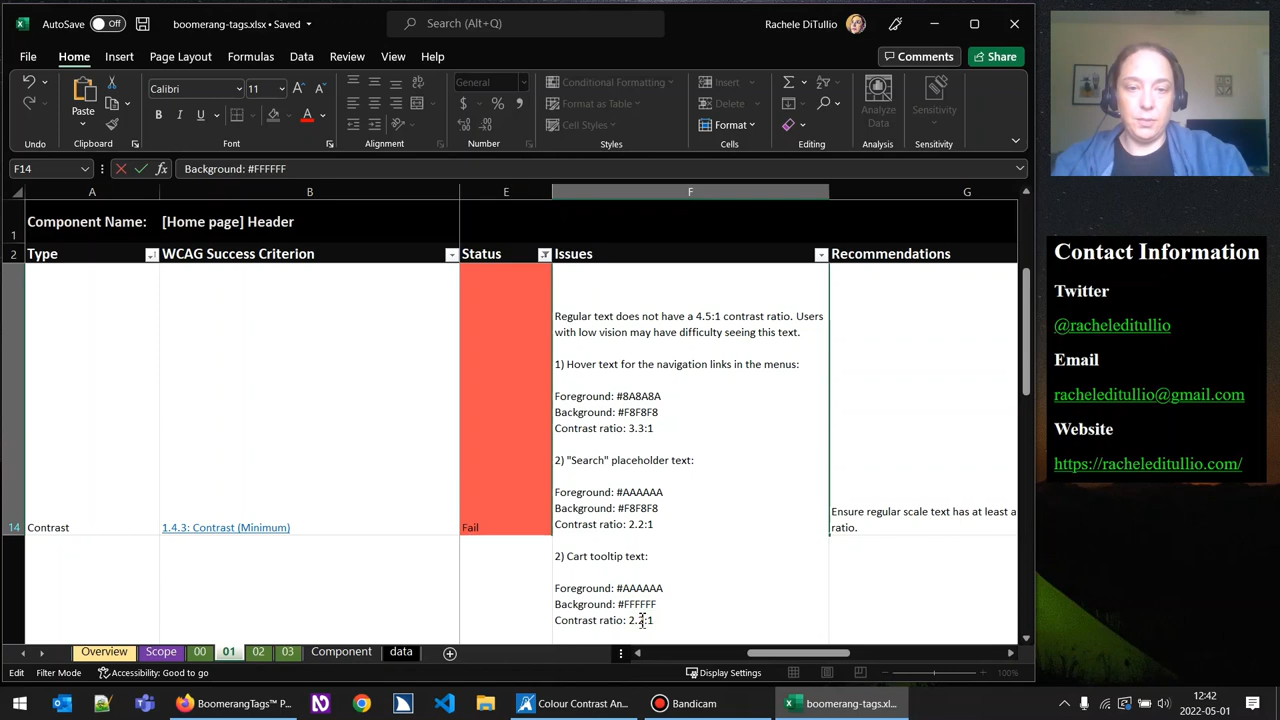 AutoSave Off boomerang-tags.xlsx • Saved Search (Alt+Q) Rachele DiTullio
File Home Insert Page Layout Formulas Data Review View Help Comments Share
Calibri 11 General Conditional Formatting Insert
Paste Format as Table Delete Analyze Sensitivity
B I U A Cell Styles Format Data
Undo Clipboard Font Alignment Number Styles Cells Editing Analysis Sensitivity
F14 fx Background: #FFFFFF
A B E F G
1 Component Name: [Home page] Header
2 Type WCAG Success Criterion Status Issues Recommendations
Regular text does not have a 4.5:1 contrast ratio. Users
with low vision may have difficulty seeing this text.
1) Hover text for the navigation links in the menus:
Foreground: #8A8A8A
Background: #F8F8F8
Contrast ratio: 3.3:1
2) "Search" placeholder text:
Foreground: #AAAAAA
Background: #F8F8F8
Contrast ratio: 2.2:1
Ensure regular scale text has at least a
ratio.
14 Contrast 1.4.3: Contrast (Minimum) Fail
2) Cart tooltip text:
Foreground: #AAAAAA
Background: #FFFFFF
Contrast ratio: 2.2:1
Overview Scope 00 01 02 03 Component data
Edit Filter Mode Accessibility: Good to go Display Settings 100%
BoomerangTags™ P... Colour Contrast An... Bandicam boomerang-tags.xl... 12:42
2022-05-01
Contact Information
Twitter
@racheleditullio
Email
racheleditullio@gmail.com
Website
https://racheleditullio.com/